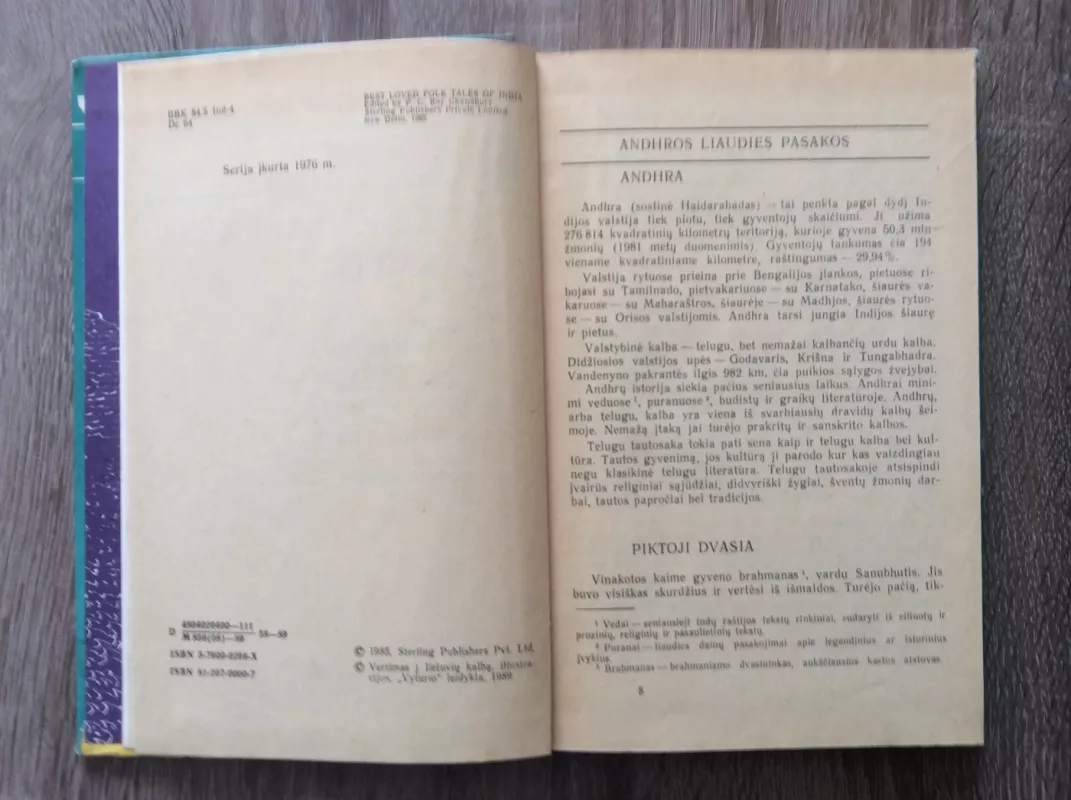 BBK 84.5 Ind-4
De 94
BEST LOVED FOLK TALES OF INDIA
Edited by P. C. Roy Chaudhury
Sterling Publishers Private Limited
New Delhi, 1985
Serija įkurta 1976 m.
D 4804020400—111
ISBN 5-7900-0286-X
ISBN 81-207-0000-7
© 1985, Sterling Publishers Pvt. Ltd.
© Vertimas į lietuvių kalbą, iliustra-
cijos, „Vyturio“ leidykla, 1989
ANDHROS LIAUDIES PASAKOS
ANDHRA
Andhra (sostinė Haidarabadas) — tai penkta pagal dydį In-
dijos valstija tiek plotu, tiek gyventojų skaičiumi. Ji užima
276 814 kvadratinių kilometrų teritoriją, kurioje gyvena 50,3 mln
žmonių (1981 metų duomenimis). Gyventojų tankumas čia 194
viename kvadratiniame kilometre, raštingumas — 29,94%.
Valstija rytuose prieina prie Bengalijos įlankos, pietuose ri-
bojasi su Tamilnado, pietvakariuose — su Karnatako, šiaurės va-
karuose — su Maharaštros, šiaurėje — su Madhjos, šiaurės rytuo-
se — su Orisos valstijomis. Andhra tarsi jungia Indijos šiaurę
ir pietus.
Valstybinė kalba — telugu, bet nemažai kalbančių urdu kalba.
Didžiosios valstijos upės — Godavaris, Krišna ir Tungabhadra.
Vandenyno pakrantės ilgis 982 km, čia puikios sąlygos žvejybai.
Andhrų istorija siekia pačius seniausius laikus. Andhrai mini-
mi veduose¹, puranuose², budistų ir graikų literatūroje. Andhrų,
arba telugu, kalba yra viena iš svarbiausių dravidų kalbų šei-
moje. Nemažą įtaką jai turėjo prakritų ir sanskrito kalbos.
Telugu tautosaka tokia pati sena kaip ir telugu kalba bei kul-
tūra. Tautos gyvenimą, jos kultūrą ji parodo kur kas vaizdingiau
negu klasikinė telugu literatūra. Telugu tautosakoje atsispindi
įvairūs religiniai sąjūdžiai, didvyriški žygiai, šventų žmonių dar-
bai, tautos papročiai bei tradicijos.
PIKTOJI DVASIA
Vinakotos kaime gyveno brahmanas³, vardu Sanubhutis. Jis
buvo visiškas skurdžius ir vertėsi iš išmaldos. Turėjo pačią, tik-
¹ Vedai — seniausieji indų raštijos tekstų rinkiniai, sudaryti iš eiliuotų ir
prozinių, religinių ir pasaulietinių tekstų.
² Puranai — liaudies dainų pasakojimai apie legendinius ar istorinius
įvykius.
³ Brahmanas — brahmanizmo dvasininkas, aukščiausios kastos atstovas.
5